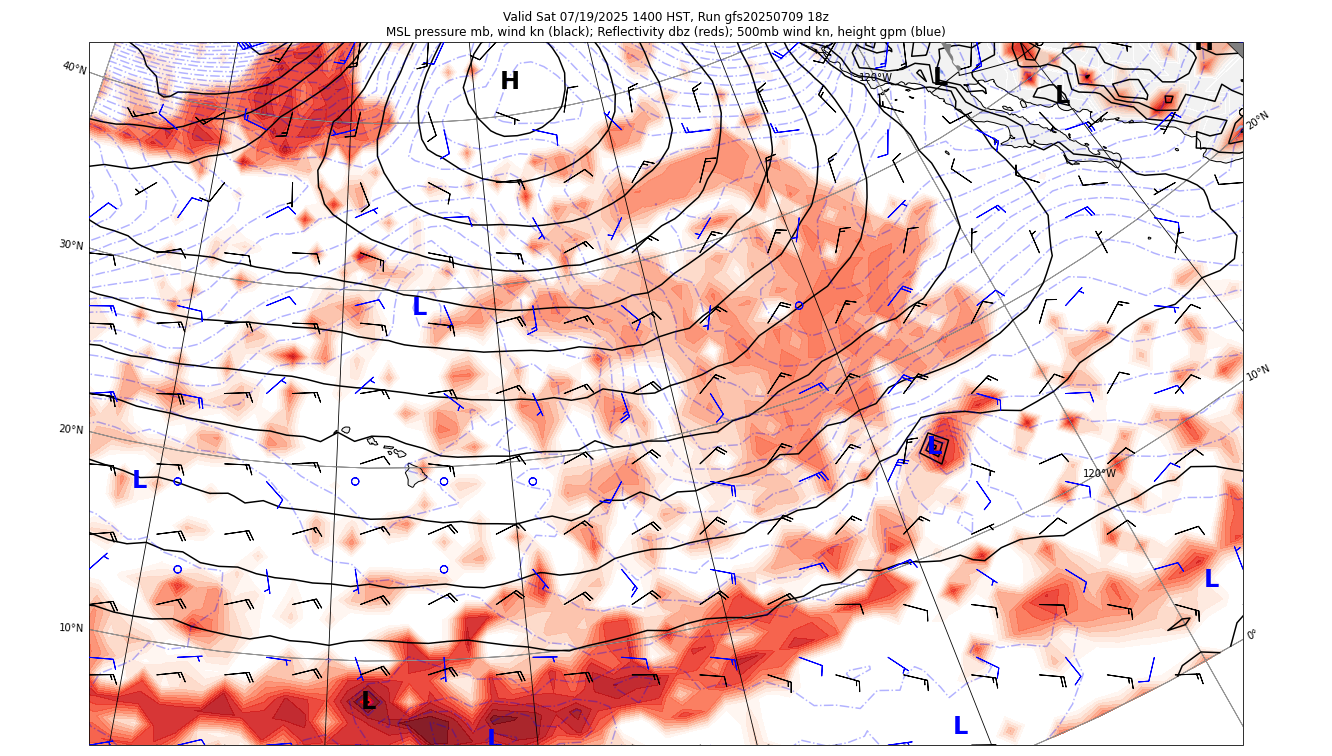 Valid Sat 07/19/2025 1400 HST, Run gfs20250709 18z
MSL pressure mb, wind kn (black); Reflectivity dbz (reds); 500mb wind kn, height gpm (blue)
H
40°N
H
120°W
L
L
20°N
30°N
L
10°N
20°N
L
L
120°W
L
10°N
0°
L
L
L